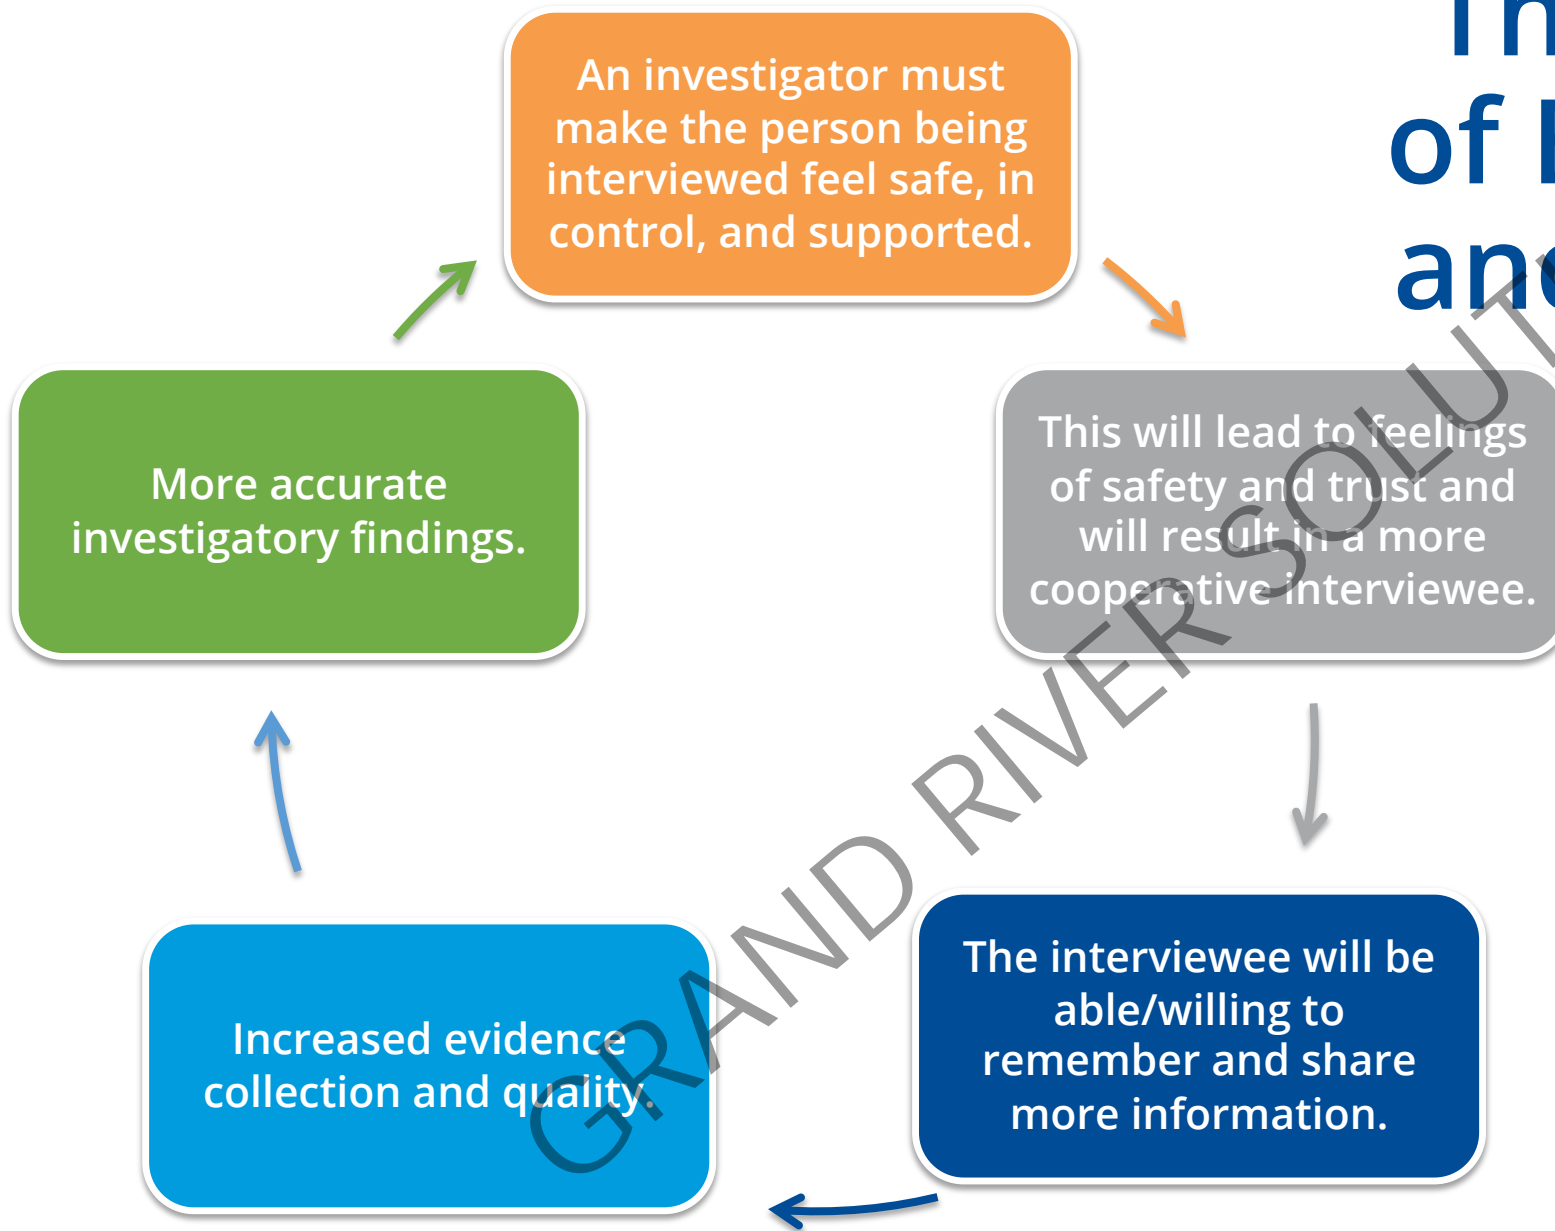 An investigator must
make the person being
interviewed feel safe, in
control, and supported.
of
This will lead to feelings
of safety and trust and
will result in a more
cooperative interviewee.
The interviewee will be
able/willing to
remember and share
more information.
Increased evidence
collection and quality.
More accurate
investigatory findings.
GRAND RIVER